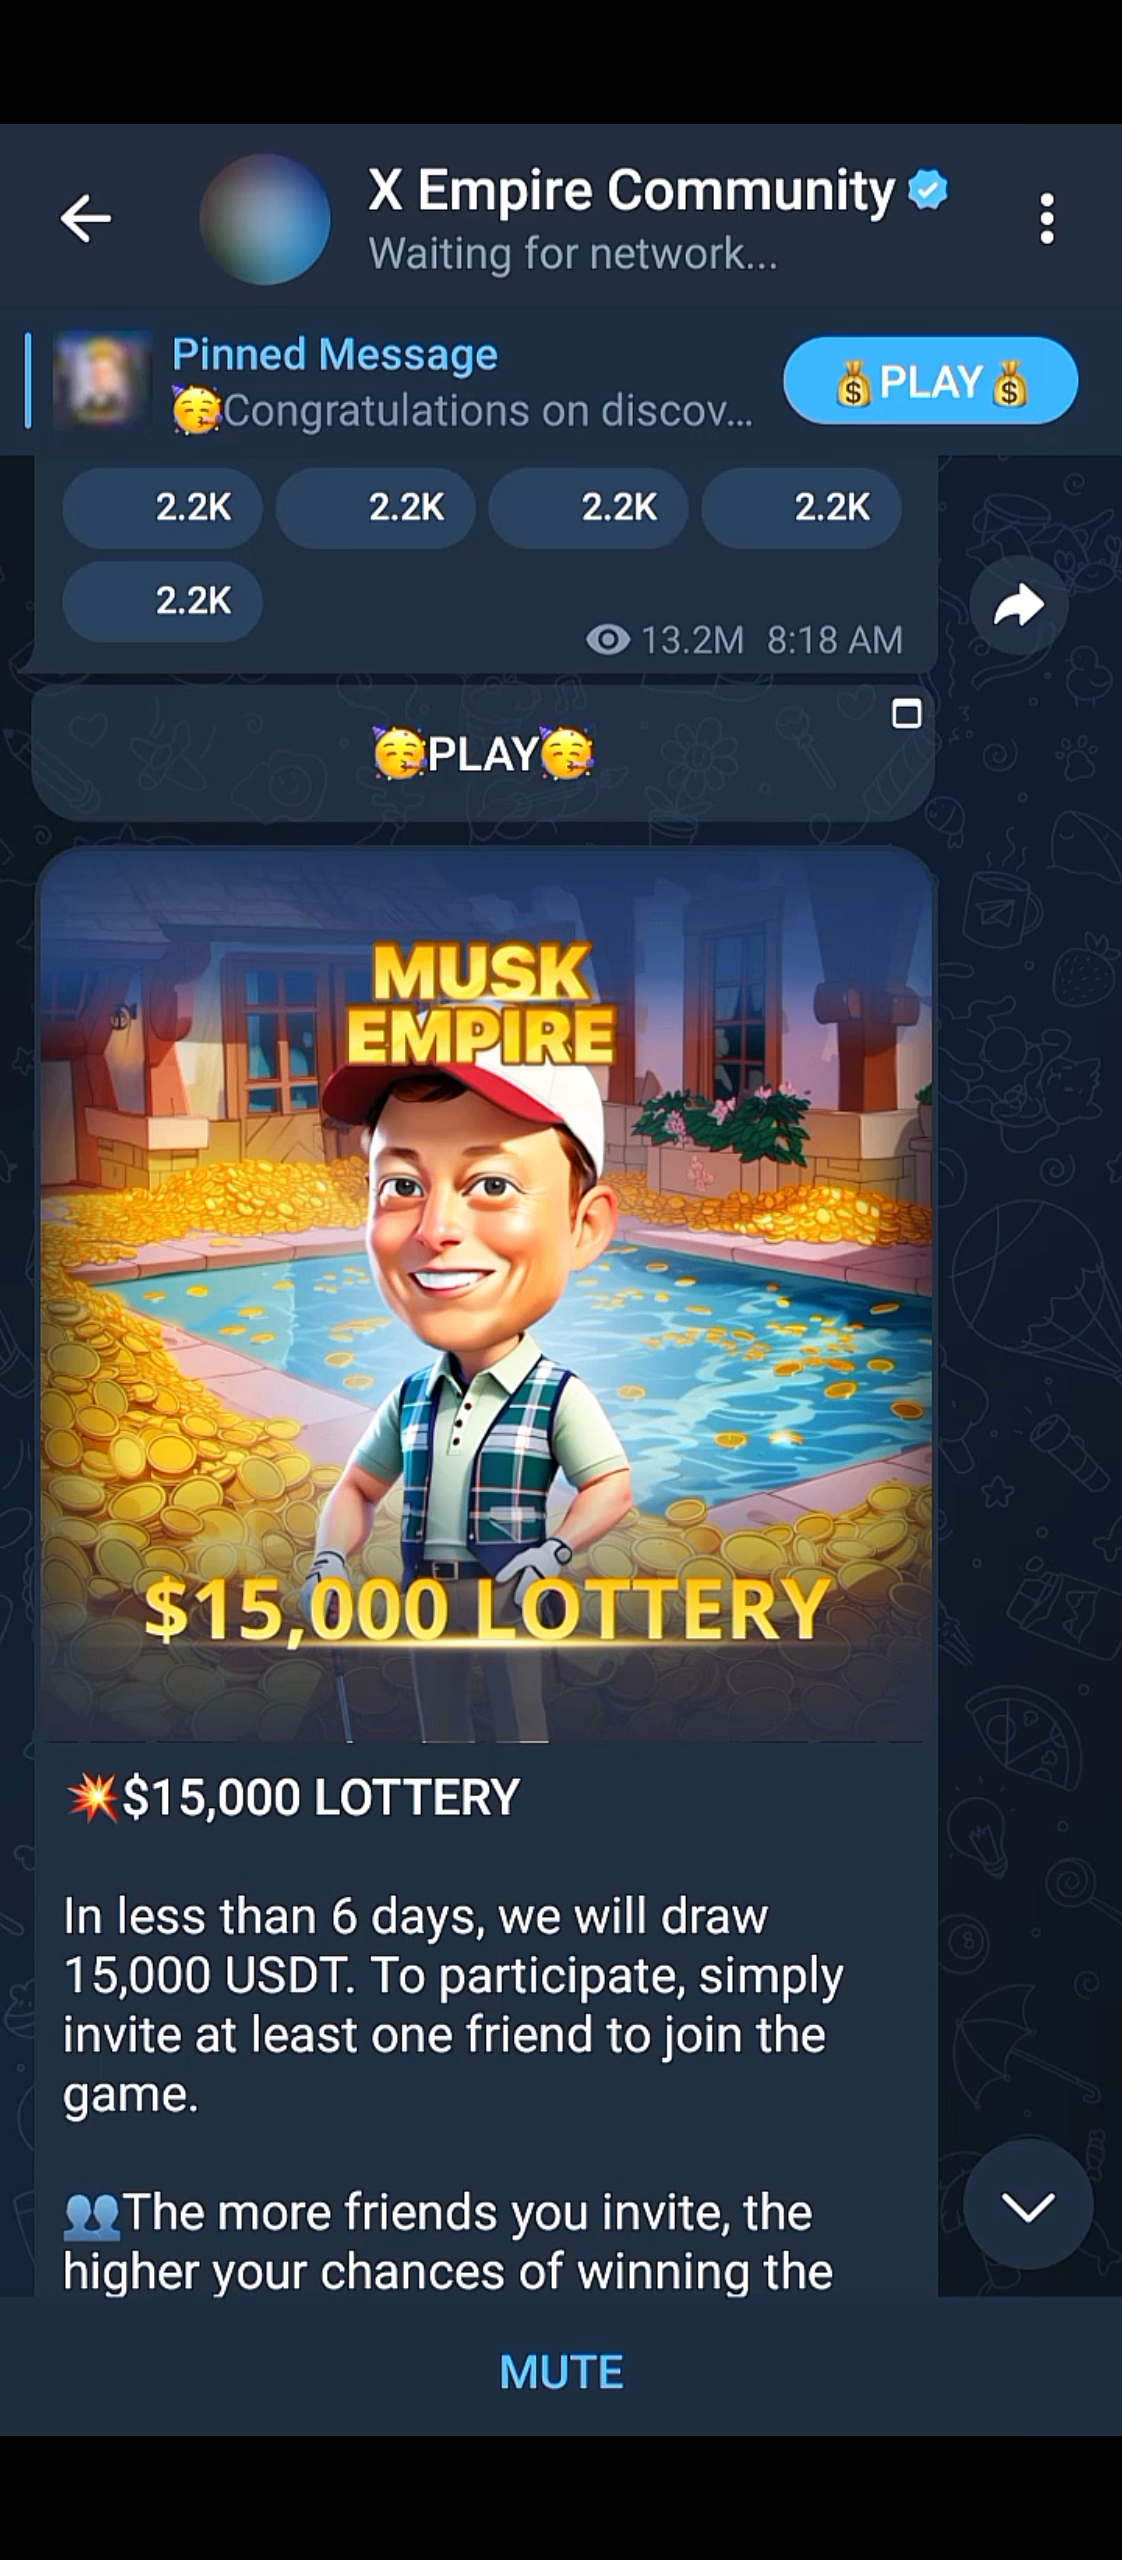 X Empire Community
Waiting for network...
Pinned Message
🥳Congratulations on discov...
💰PLAY💰
2.2K 2.2K 2.2K 2.2K
2.2K
13.2M 8:18 AM
🥳PLAY🥳
MUSK
EMPIRE
$15,000 LOTTERY
💥$15,000 LOTTERY
In less than 6 days, we will draw
15,000 USDT. To participate, simply
invite at least one friend to join the
game.
👥The more friends you invite, the
higher your chances of winning the
MUTE